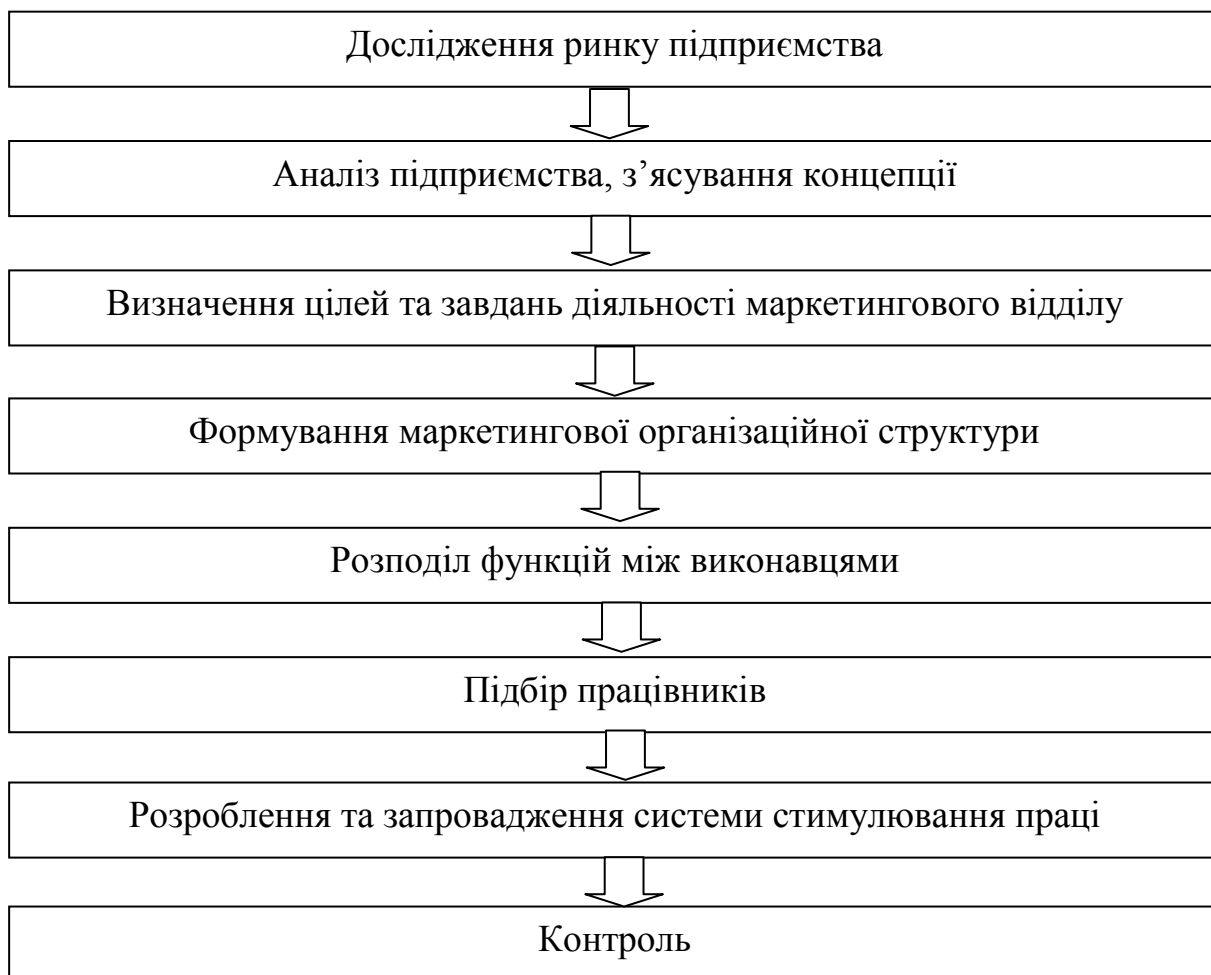 Дослідження ринку підприємства
Аналіз підприємства, з’ясування концепції
Визначення цілей та завдань діяльності маркетингового відділу
Формування маркетингової організаційної структури
Розподіл функцій між виконавцями
Підбір працівників
Розроблення та запровадження системи стимулювання праці
Контроль